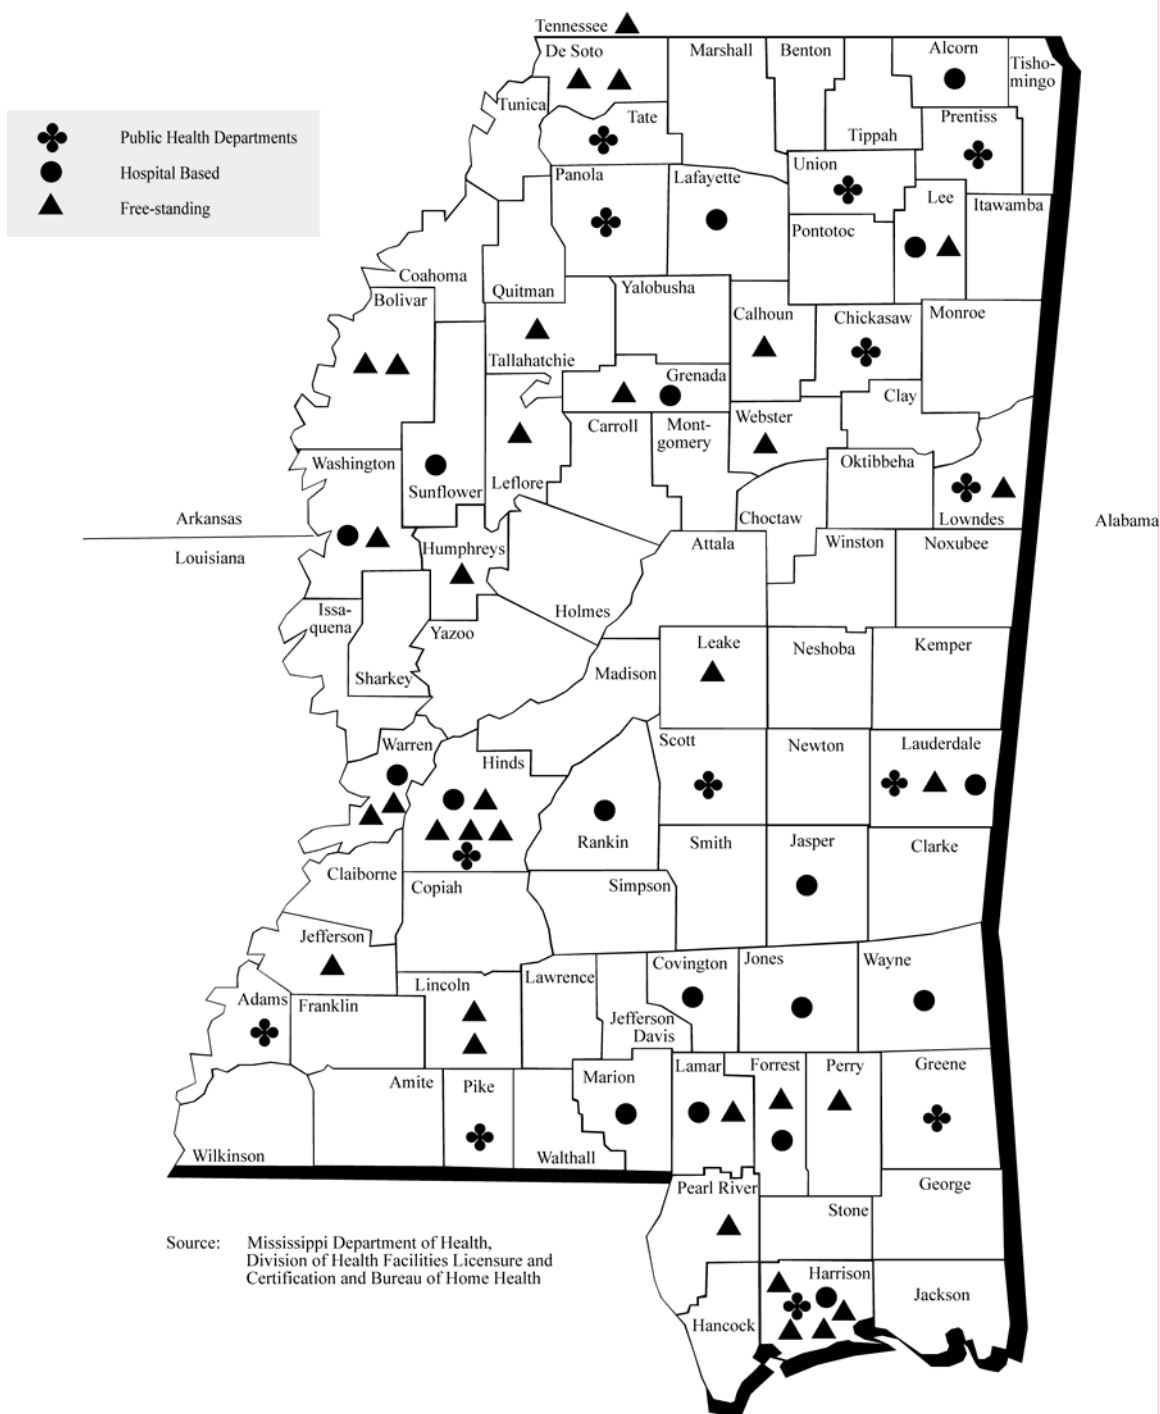 Tennessee
De Soto
Marshall
Benton
Alcorn
Tisho-
mingo
Tunica
Tate
Tippah
Prentiss
Public Health Departments
Hospital Based
Free-standing
Panola
Lafayette
Union
Lee
Itawamba
Pontotoc
Coahoma
Quitman
Yalobusha
Bolivar
Calhoun
Chickasaw
Monroe
Tallahatchie
Grenada
Clay
Carroll
Mont-
gomery
Webster
Washington
Sunflower
Leflore
Oktibbeha
Arkansas
Louisiana
Choctaw
Lowndes
Alabama
Humphreys
Attala
Winston
Noxubee
Issa-
quena
Holmes
Yazoo
Sharkey
Madison
Leake
Neshoba
Kemper
Warren
Hinds
Scott
Newton
Lauderdale
Rankin
Smith
Jasper
Clarke
Claiborne
Copiah
Simpson
Jefferson
Lincoln
Lawrence
Covington
Jones
Wayne
Adams
Franklin
Jefferson
Davis
Amite
Pike
Marion
Lamar
Forrest
Perry
Greene
Wilkinson
Walthall
Pearl River
Stone
George
Source: Mississippi Department of Health,
Division of Health Facilities Licensure and
Certification and Bureau of Home Health
Harrison
Hancock
Jackson